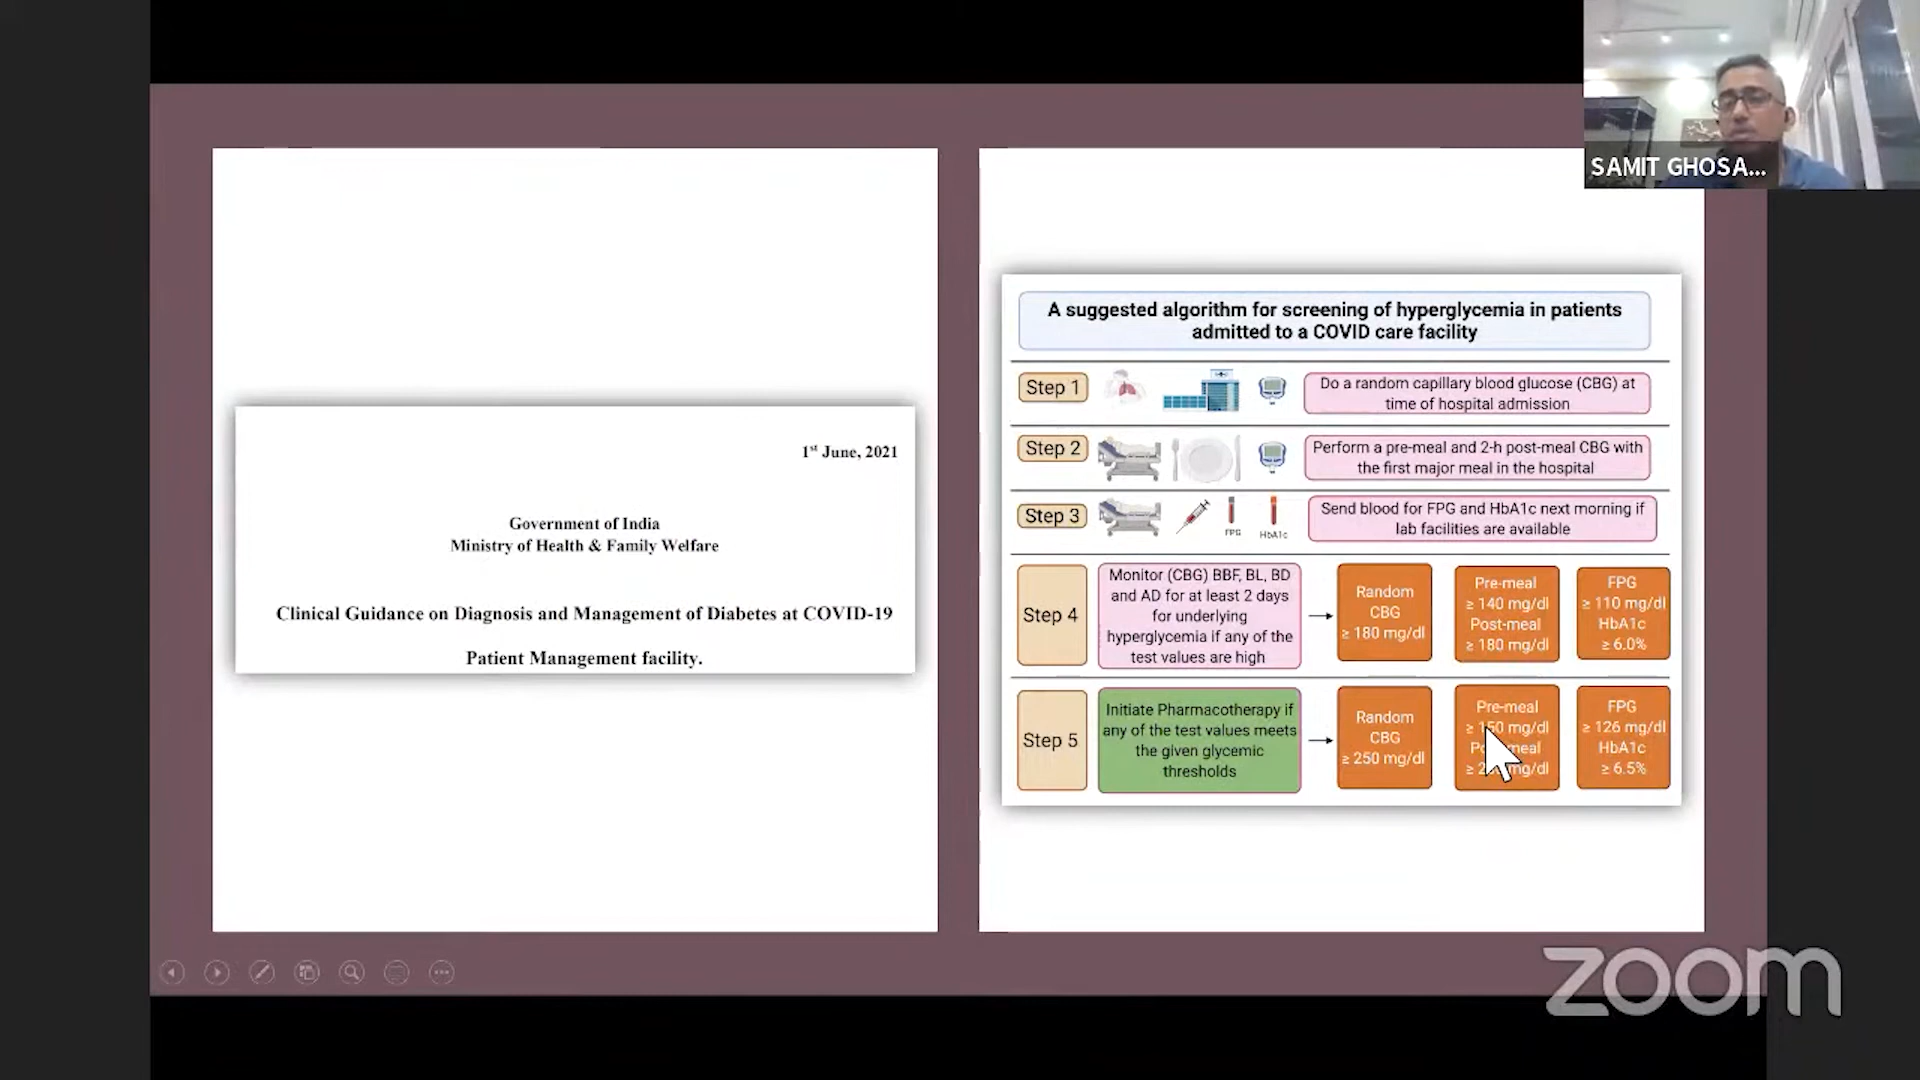 SAMIT GHOSA...
1st June, 2021
Government of India
Ministry of Health & Family Welfare
Clinical Guidance on Diagnosis and Management of Diabetes at COVID-19
Patient Management facility.
A suggested algorithm for screening of hyperglycemia in patients
admitted to a COVID care facility
Step 1
Do a random capillary blood glucose (CBG) at
time of hospital admission
Step 2
Perform a pre-meal and 2-h post-meal CBG with
the first major meal in the hospital
Step 3
FPG
HbA1c
Send blood for FPG and HbA1c next morning if
lab facilities are available
Step 4
Monitor (CBG) BBF, BL, BD
and AD for at least 2 days
for underlying
hyperglycemia if any of the
test values are high
Random
CBG
≥ 180 mg/dl
Pre-meal
≥ 140 mg/dl
Post-meal
≥ 180 mg/dl
FPG
≥ 110 mg/dl
HbA1c
≥ 6.0%
Step 5
Initiate Pharmacotherapy if
any of the test values meets
the given glycemic
thresholds
Random
CBG
≥ 250 mg/dl
Pre-meal
≥ 150 mg/dl
≥ mg/dl
FPG
≥ 126 mg/dl
HbA1c
≥ 6.5%
zoom